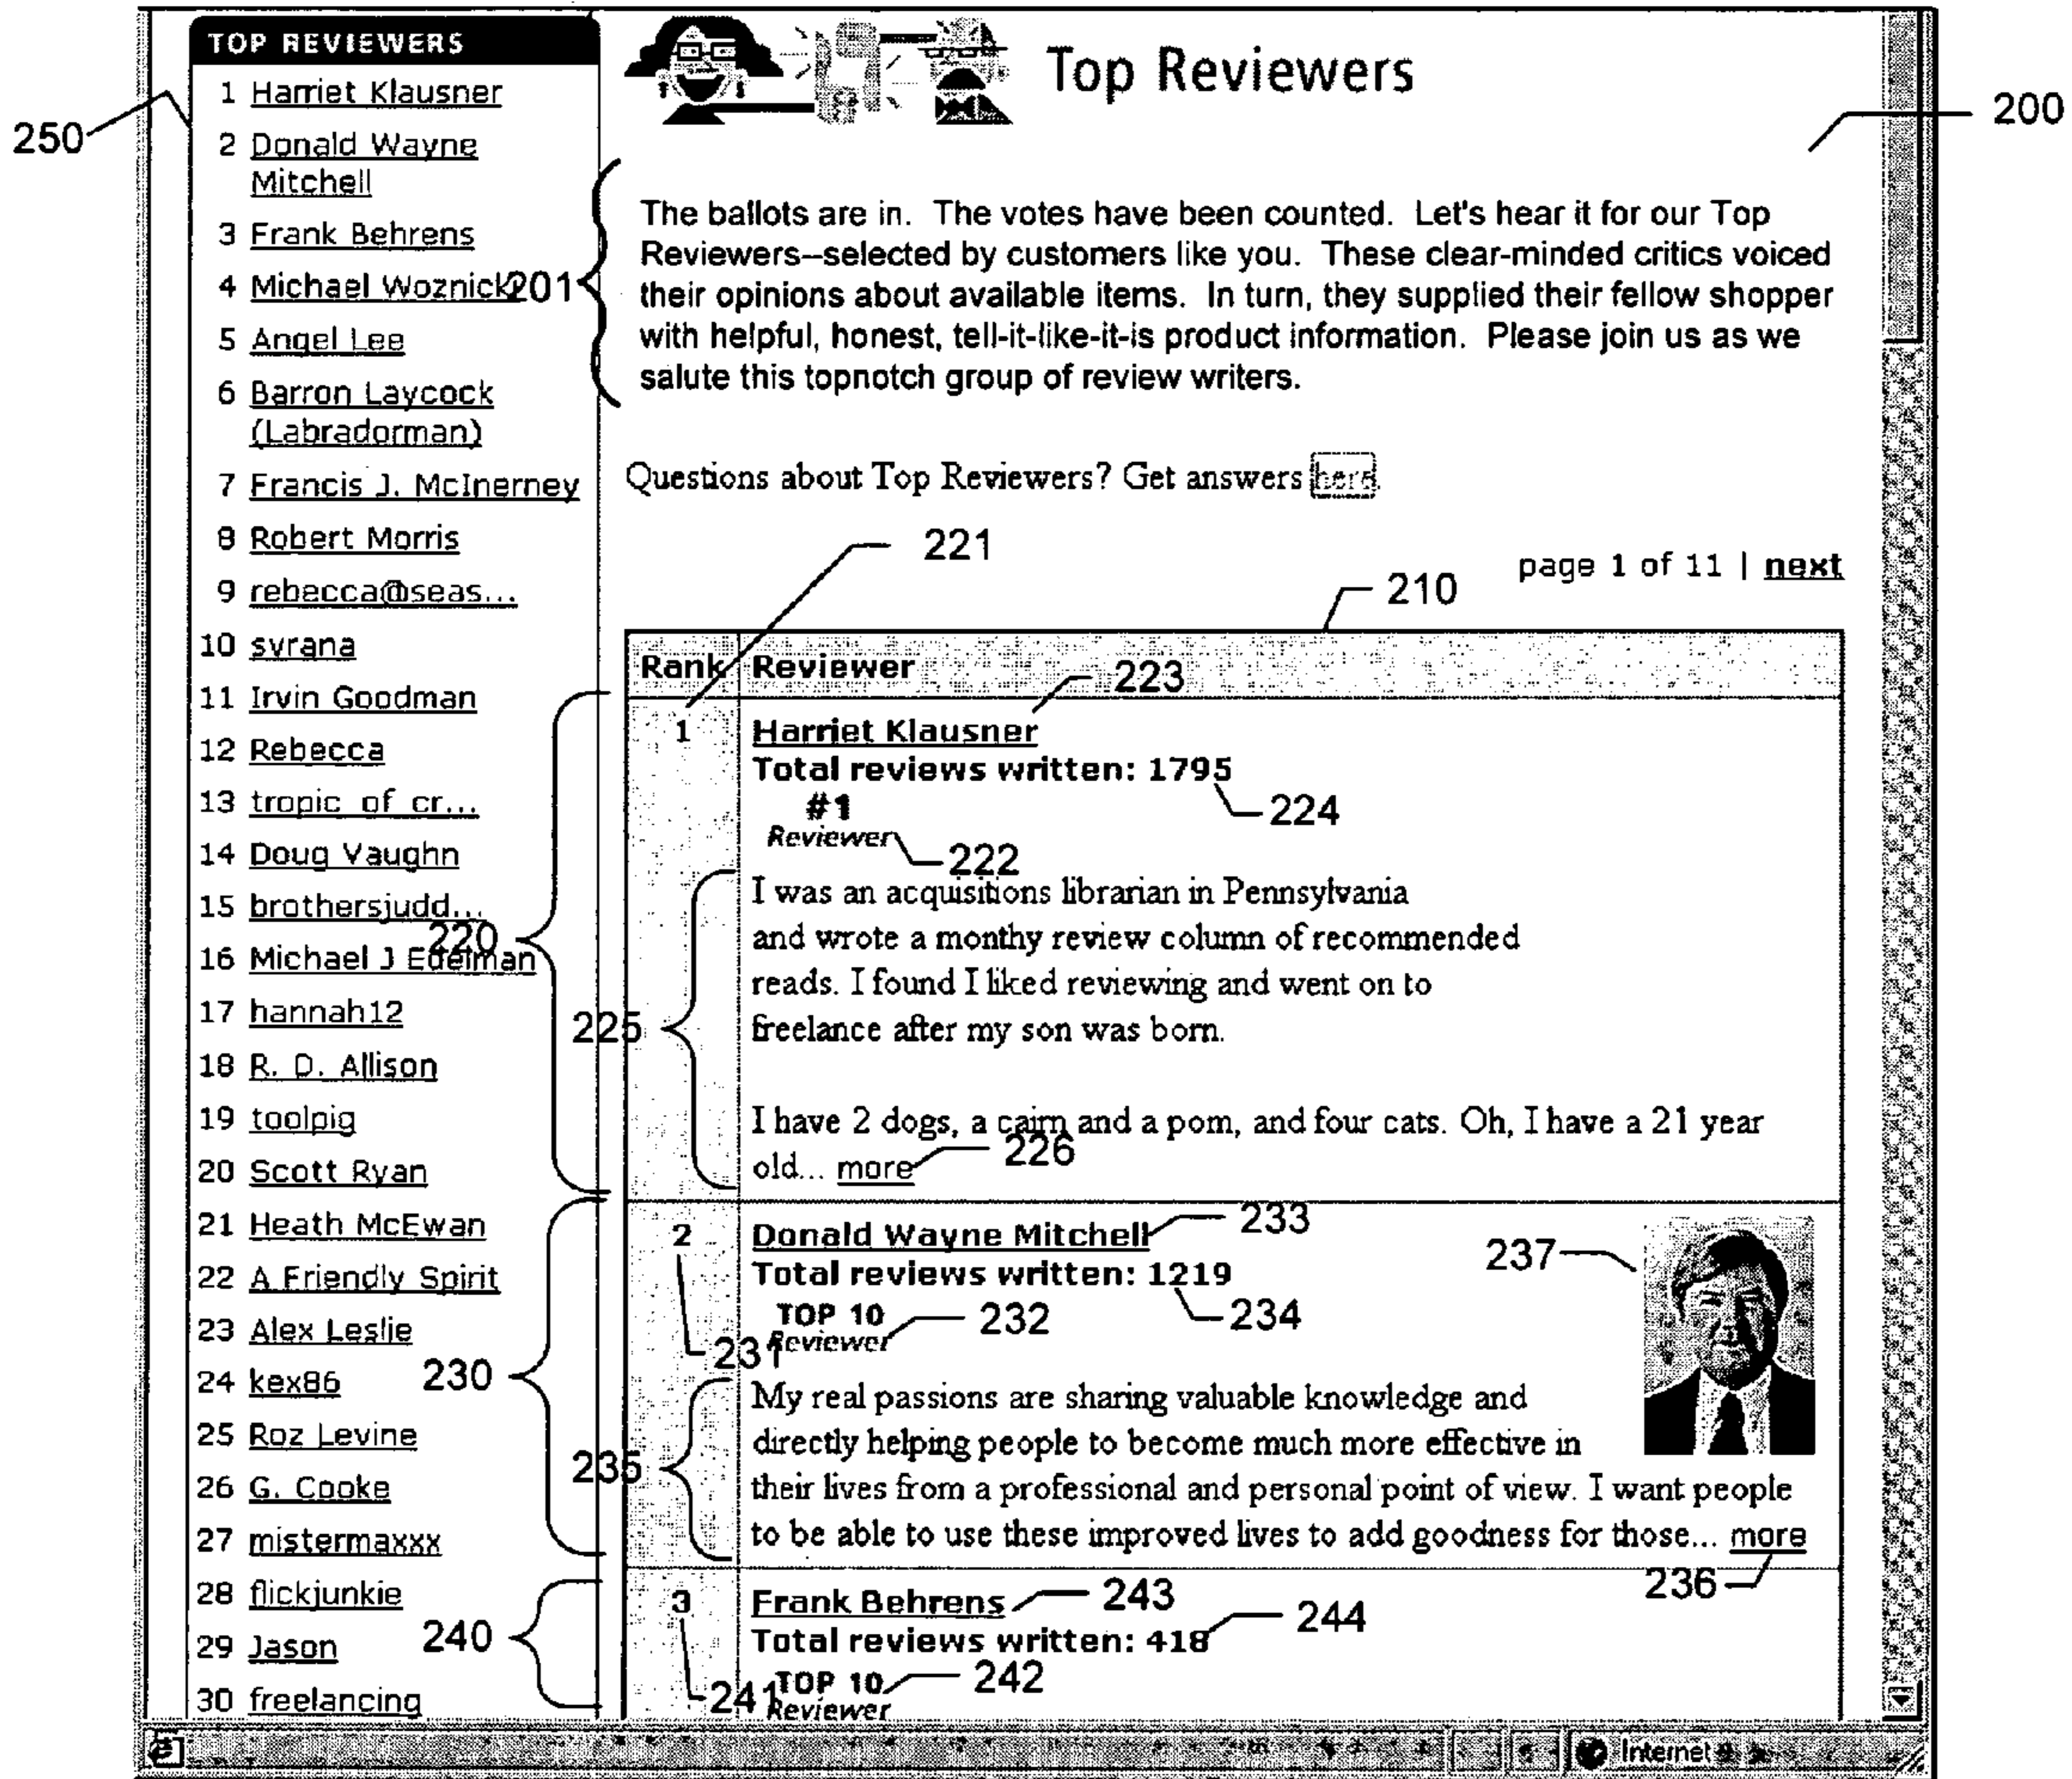 TOP REVIEWERS
1 Harriet Klausner
2 Donald Wayne
Mitchell
3 Frank Behrens
4 Michael Woznicki
5 Angel Lee
6 Barron Laycock
(Labradorman)
7 Francis J. McInerney
8 Robert Morris
9 rebecca@seas...
10 syrana
11 Irvin Goodman
12 Rebecca
13 tropic_of_cr...
14 Doug Vaughn
15 brothersjudd...
16 Michael J Edelman
17 hannah12
18 R. D. Allison
19 toolpig
20 Scott Ryan
21 Heath McEwan
22 A Friendly Spirit
23 Alex Leslie
24 kex86
25 Roz Levine
26 G. Cooke
27 mistermaxxx
28 flickjunkie
29 Jason
30 freelancing
250
201
220
230
240
Top Reviewers
200
The ballots are in. The votes have been counted. Let's hear it for our Top
Reviewers--selected by customers like you. These clear-minded critics voiced
their opinions about available items. In turn, they supplied their fellow shopper
with helpful, honest, tell-it-like-it-is product information. Please join us as we
salute this topnotch group of review writers.
Questions about Top Reviewers? Get answers here.
221
page 1 of 11 | next
210
Rank Reviewer
223
1 Harriet Klausner
Total reviews written: 1795
#1
224
Reviewer
222
I was an acquisitions librarian in Pennsylvania
and wrote a monthy review column of recommended
reads. I found I liked reviewing and went on to
225
freelance after my son was born.
I have 2 dogs, a cairn and a pom, and four cats. Oh, I have a 21 year
old... more
226
2 Donald Wayne Mitchell
233
237
Total reviews written: 1219
TOP 10
232
234
Reviewer
231
My real passions are sharing valuable knowledge and
directly helping people to become much more effective in
235
their lives from a professional and personal point of view. I want people
to be able to use these improved lives to add goodness for those... more
236
3 Frank Behrens
243
244
Total reviews written: 418
TOP 10
242
241
Reviewer
Internet